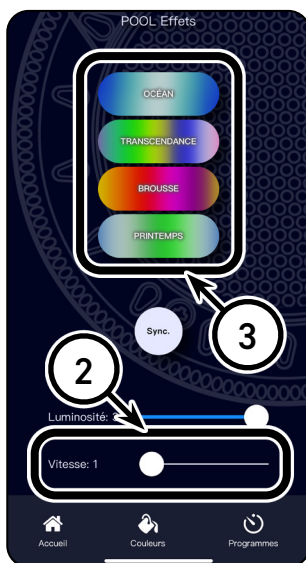 POOL Effets
OCÉAN
TRANSCENDANCE
BROUSSE
PRINTEMPS
Sync.
3
2
Luminosité:
Vitesse: 1
Accueil
Couleurs
Programmes